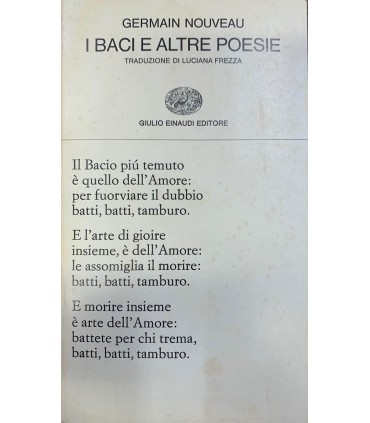 GERMAIN NOUVEAU
I BACI E ALTRE POESIE
TRADUZIONE DI LUCIANA FREZZA
GIULIO EINAUDI EDITORE
Il Bacio piú temuto
è quello dell'Amore:
per fuorviare il dubbio
batti, batti, tamburo.
E l'arte di gioire
insieme, è dell'Amore:
le assomiglia il morire:
batti, batti, tamburo.
E morire insieme
è arte dell'Amore:
battete per chi trema,
batti, batti, tamburo.